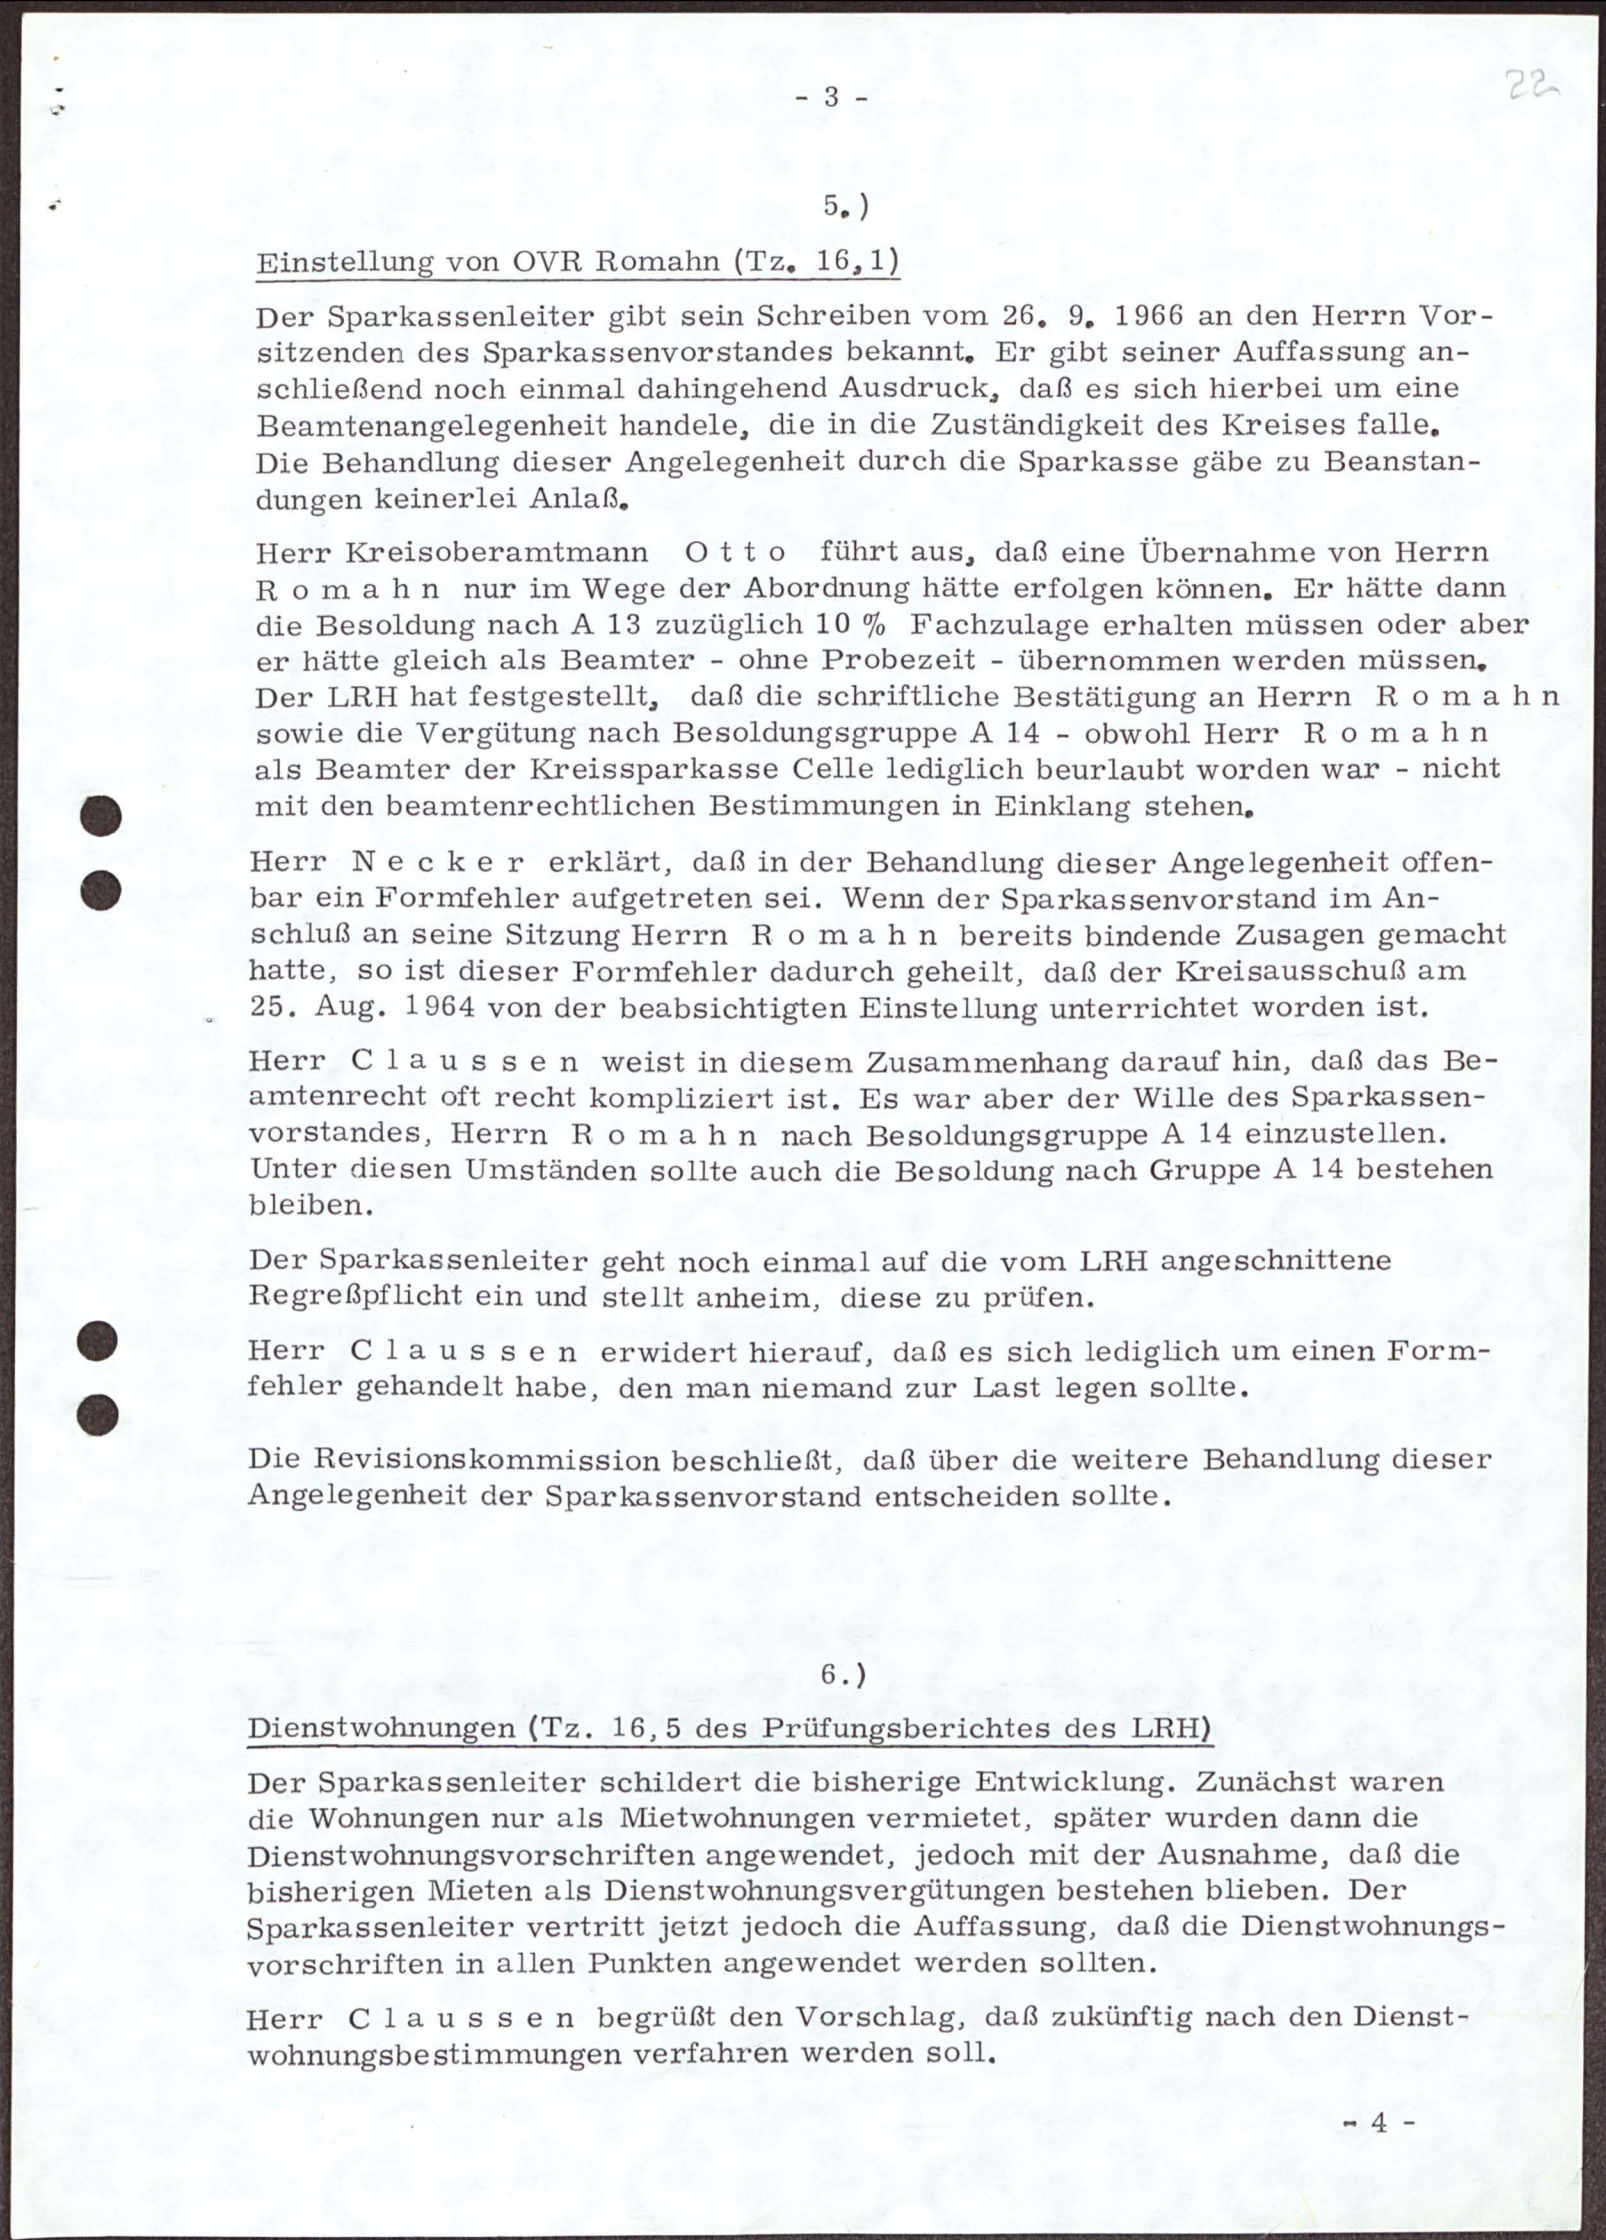 - 3 -
22
5.)
Einstellung von OVR Romahn (Tz. 16,1)
Der Sparkassenleiter gibt sein Schreiben vom 26. 9. 1966 an den Herrn Vor-
sitzenden des Sparkassenvorstandes bekannt. Er gibt seiner Auffassung an-
schließend noch einmal dahingehend Ausdruck, daß es sich hierbei um eine
Beamtenangelegenheit handele, die in die Zuständigkeit des Kreises falle.
Die Behandlung dieser Angelegenheit durch die Sparkasse gäbe zu Beanstan-
dungen keinerlei Anlaß.
Herr Kreisoberamtmann O t t o führt aus, daß eine Übernahme von Herrn
R o m a h n nur im Wege der Abordnung hätte erfolgen können. Er hätte dann
die Besoldung nach A 13 zuzüglich 10 % Fachzulage erhalten müssen oder aber
er hätte gleich als Beamter - ohne Probezeit - übernommen werden müssen.
Der LRH hat festgestellt, daß die schriftliche Bestätigung an Herrn R o m a h n
sowie die Vergütung nach Besoldungsgruppe A 14 - obwohl Herr R o m a h n
als Beamter der Kreissparkasse Celle lediglich beurlaubt worden war - nicht
mit den beamtenrechtlichen Bestimmungen in Einklang stehen.
Herr N e c k e r erklärt, daß in der Behandlung dieser Angelegenheit offen-
bar ein Formfehler aufgetreten sei. Wenn der Sparkassenvorstand im An-
schluß an seine Sitzung Herrn R o m a h n bereits bindende Zusagen gemacht
hatte, so ist dieser Formfehler dadurch geheilt, daß der Kreisausschuß am
25. Aug. 1964 von der beabsichtigten Einstellung unterrichtet worden ist.
Herr C l a u s s e n weist in diesem Zusammenhang darauf hin, daß das Be-
amtenrecht oft recht kompliziert ist. Es war aber der Wille des Sparkassen-
vorstandes, Herrn R o m a h n nach Besoldungsgruppe A 14 einzustellen.
Unter diesen Umständen sollte auch die Besoldung nach Gruppe A 14 bestehen
bleiben.
Der Sparkassenleiter geht noch einmal auf die vom LRH angeschnittene
Regreßpflicht ein und stellt anheim, diese zu prüfen.
Herr C l a u s s e n erwidert hierauf, daß es sich lediglich um einen Form-
fehler gehandelt habe, den man niemand zur Last legen sollte.
Die Revisionskommission beschließt, daß über die weitere Behandlung dieser
Angelegenheit der Sparkassenvorstand entscheiden sollte.
6.)
Dienstwohnungen (Tz. 16,5 des Prüfungsberichtes des LRH)
Der Sparkassenleiter schildert die bisherige Entwicklung. Zunächst waren
die Wohnungen nur als Mietwohnungen vermietet, später wurden dann die
Dienstwohnungsvorschriften angewendet, jedoch mit der Ausnahme, daß die
bisherigen Mieten als Dienstwohnungsvergütungen bestehen blieben. Der
Sparkassenleiter vertritt jetzt jedoch die Auffassung, daß die Dienstwohnungs-
vorschriften in allen Punkten angewendet werden sollten.
Herr C l a u s s e n begrüßt den Vorschlag, daß zukünftig nach den Dienst-
wohnungsbestimmungen verfahren werden soll.
- 4 -